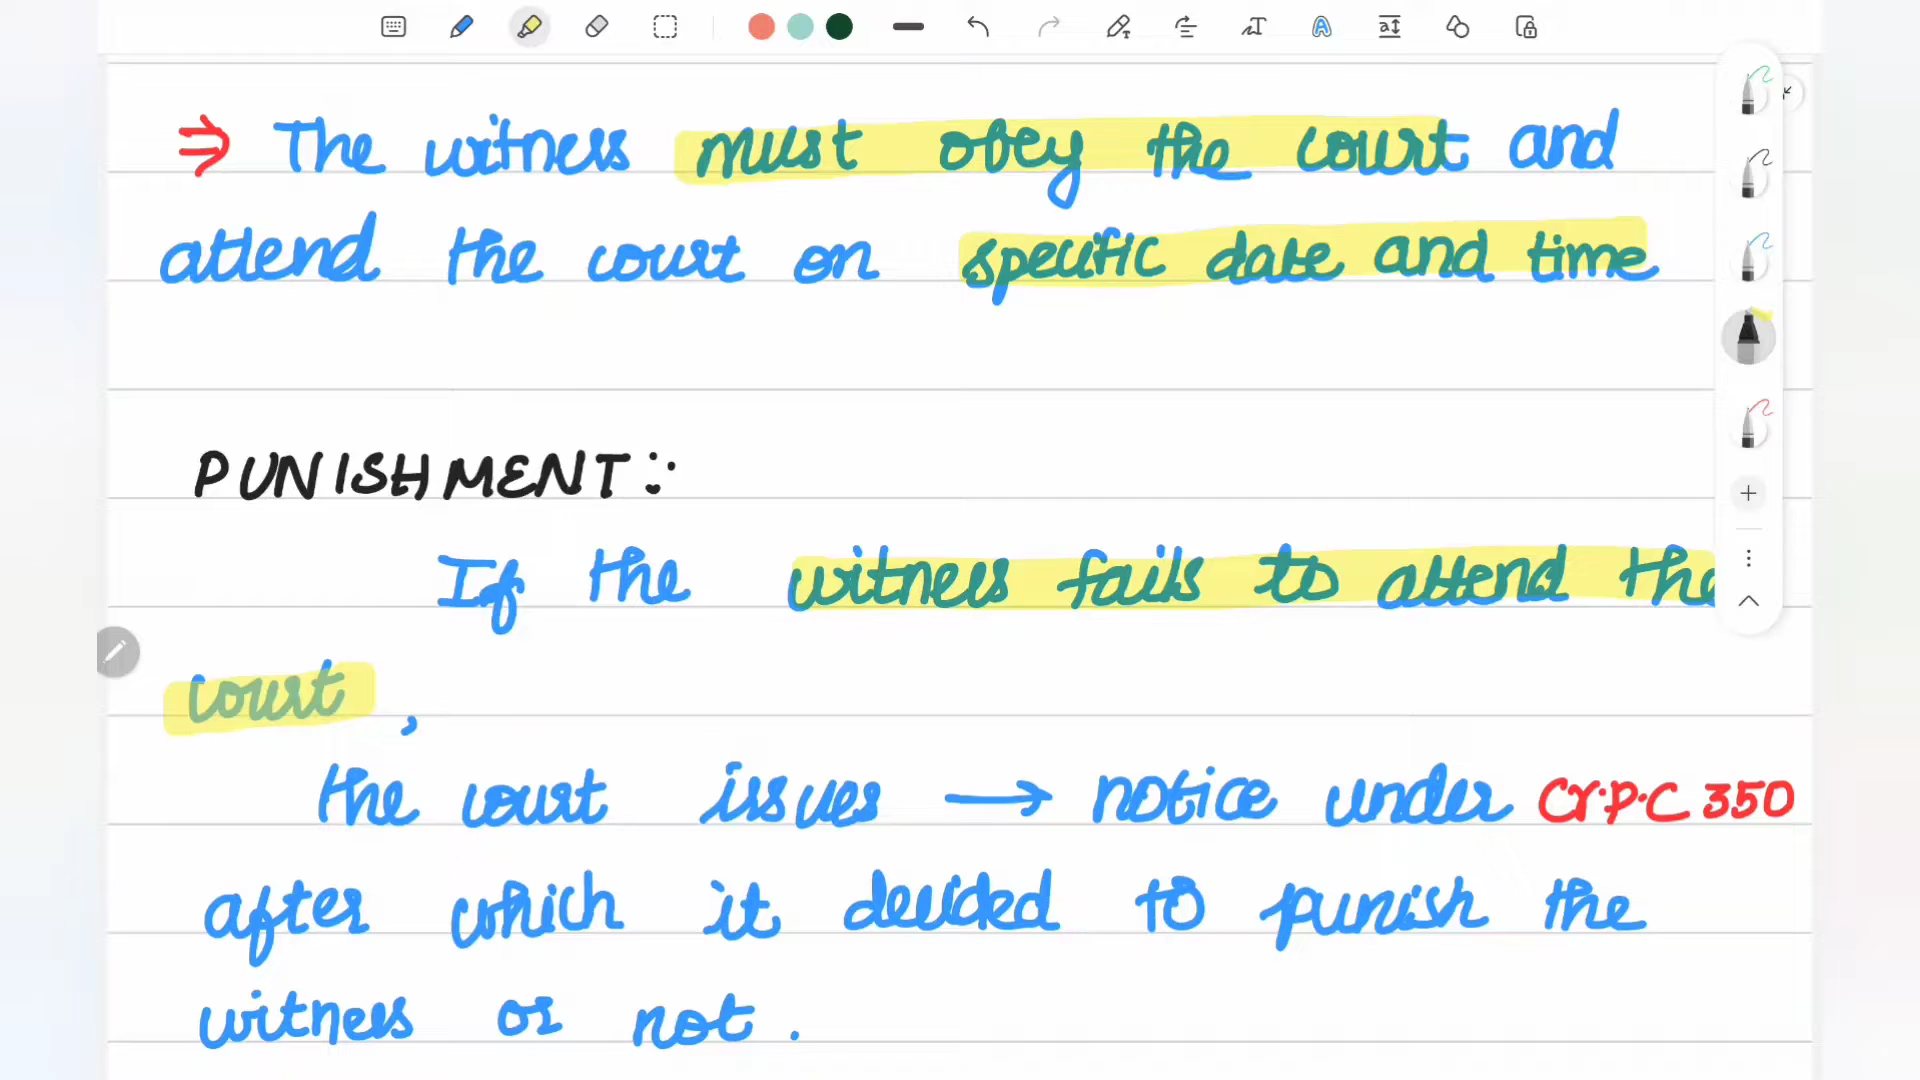 ⇒ The witness must obey the court and
attend the court on specific date and time
PUNISHMENT :-
If the witness fails to attend the
court ,
the court issues → notice under Cr.P.C 350
after which it decided to punish the
witness or not .